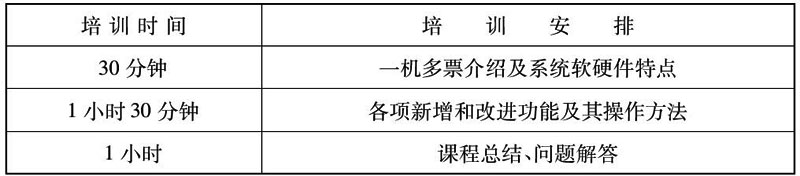 培训时间 培训安排
30分钟 一机多票介绍及系统软硬件特点
1小时30分钟 各项新增和改进功能及其操作方法
1小时 课程总结、问题解答